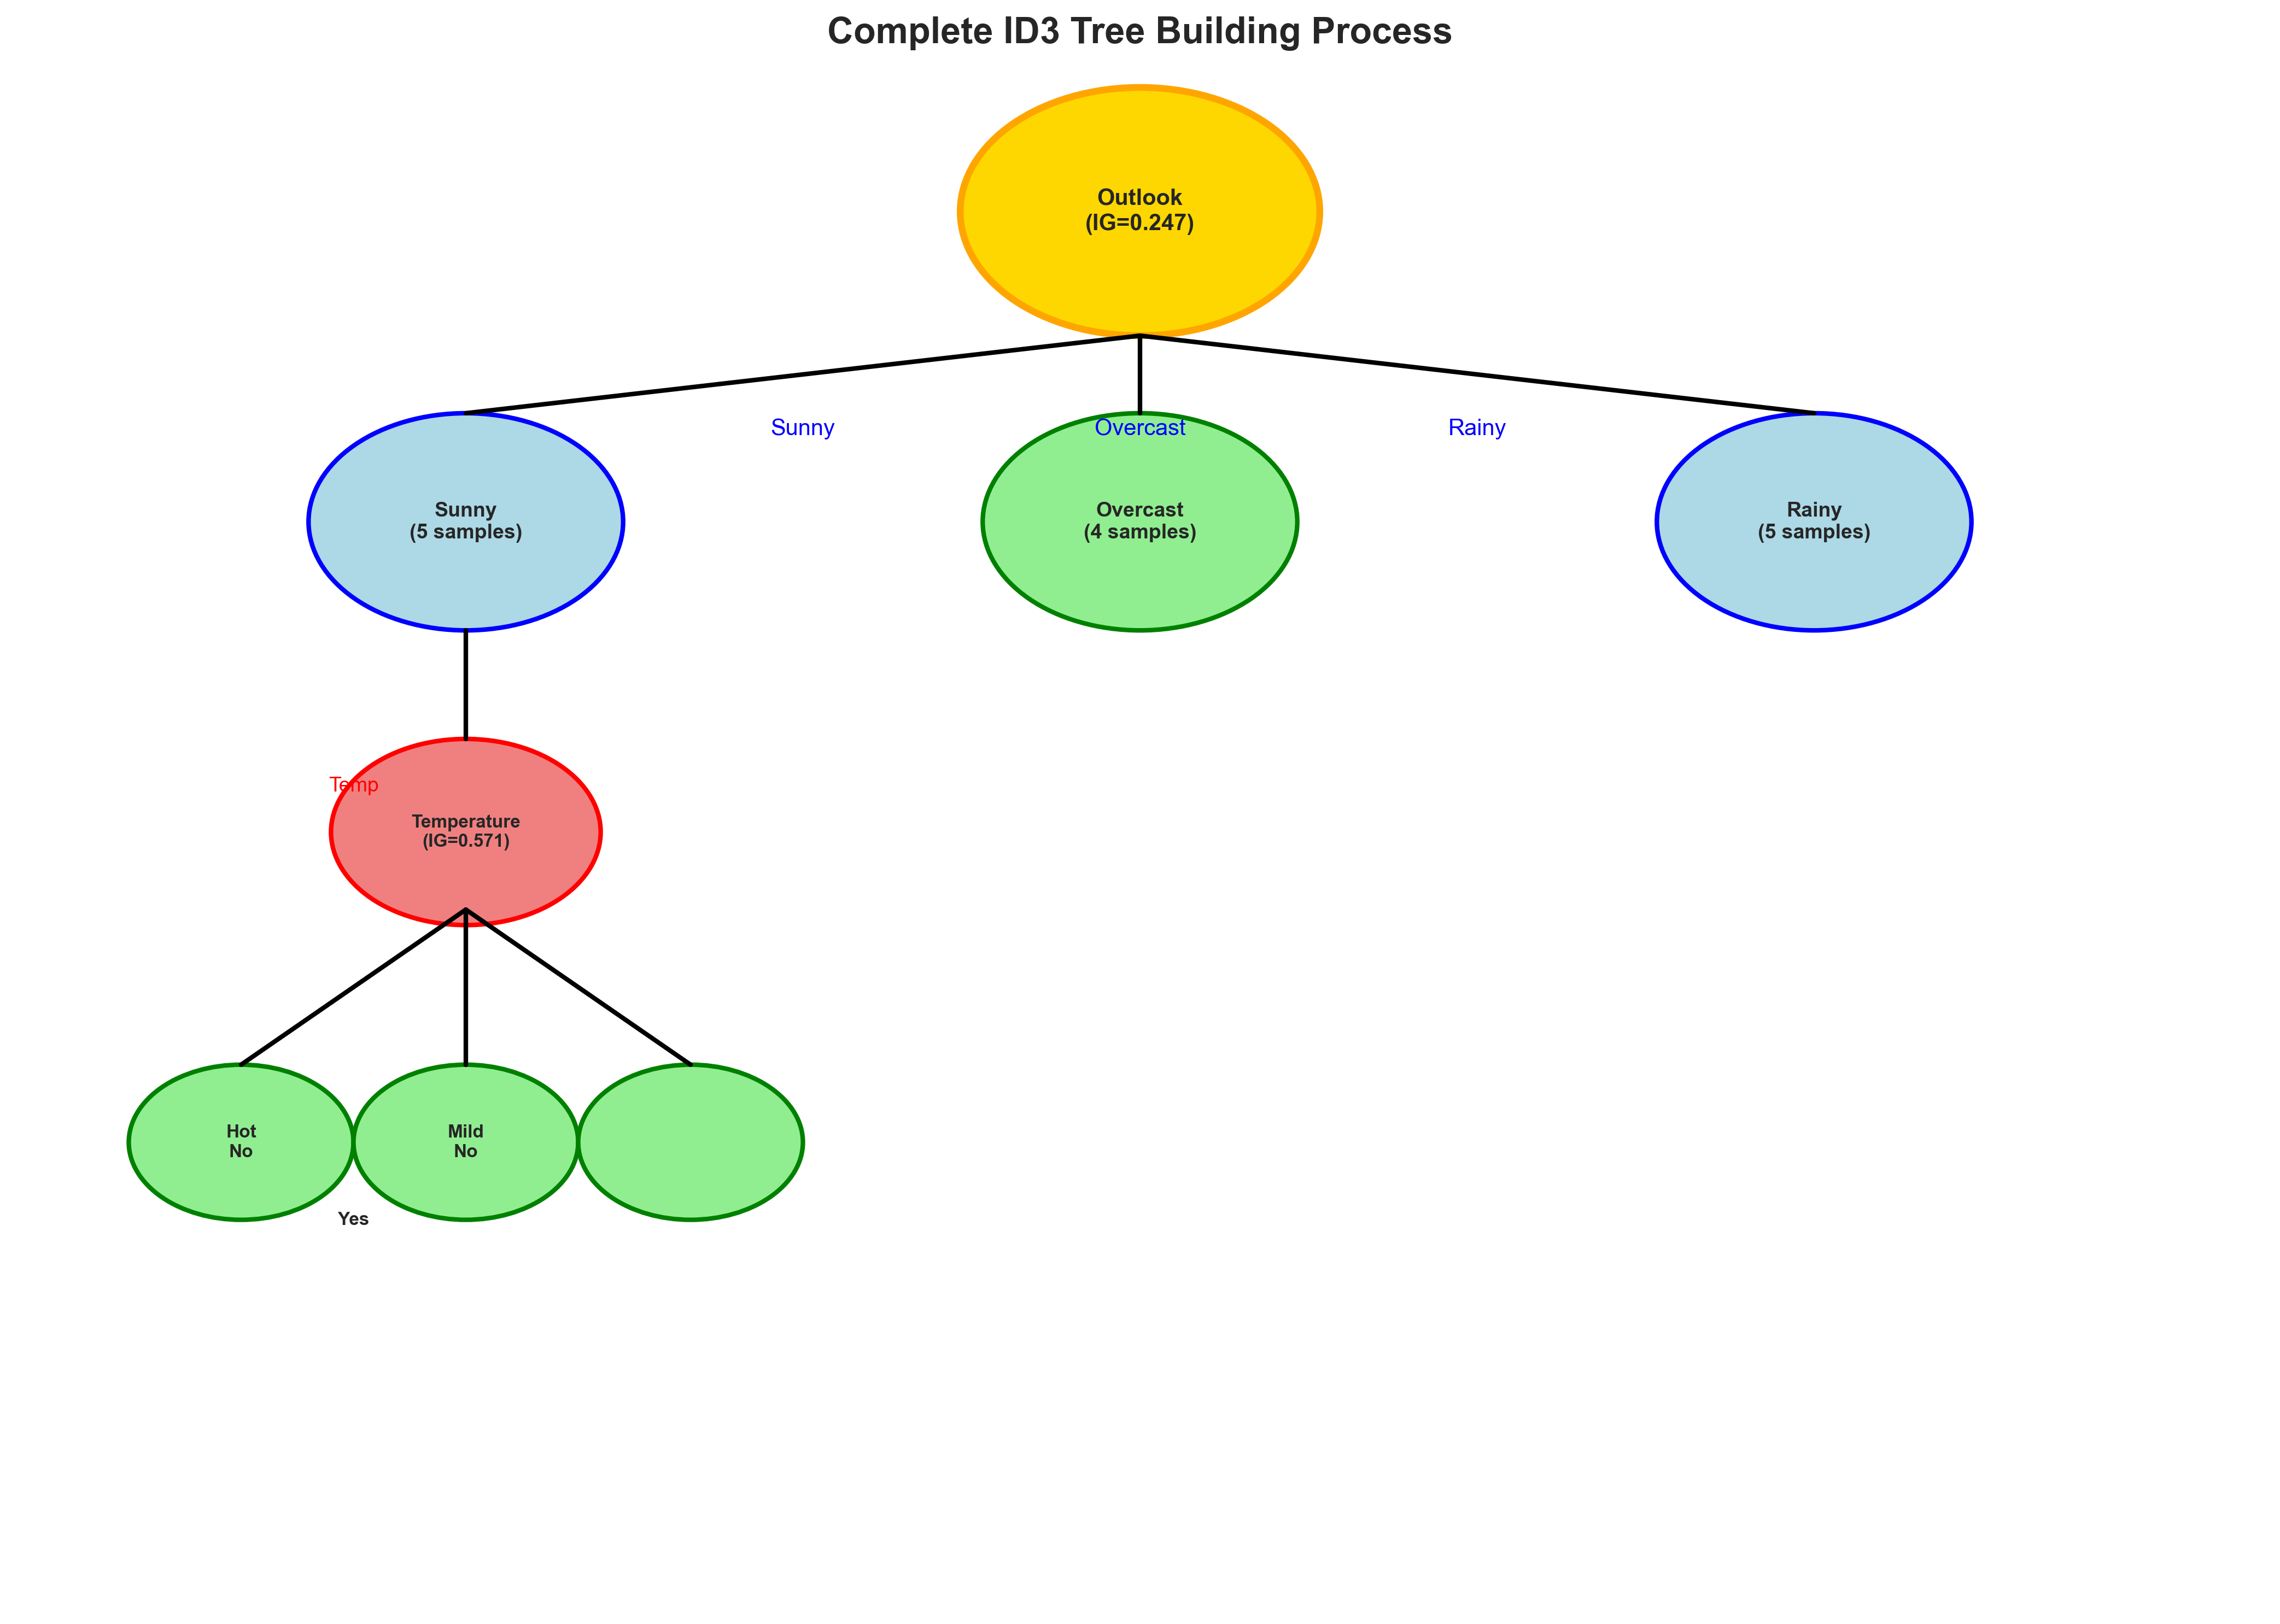 Complete ID3 Tree Building Process
Outlook
(IG=0.247)
Sunny
Overcast
Rainy
Sunny
(5 samples)
Overcast
(4 samples)
Rainy
(5 samples)
Temp
Temperature
(IG=0.571)
Hot
No
Mild
No
Yes